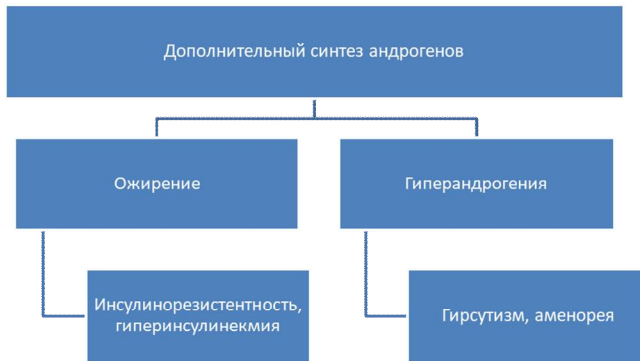 Дополнительный синтез андрогенов
Ожирение
Гиперандрогения
Инсулинорезистентность,
гиперинсулинекмия
Гирсутизм, аменорея